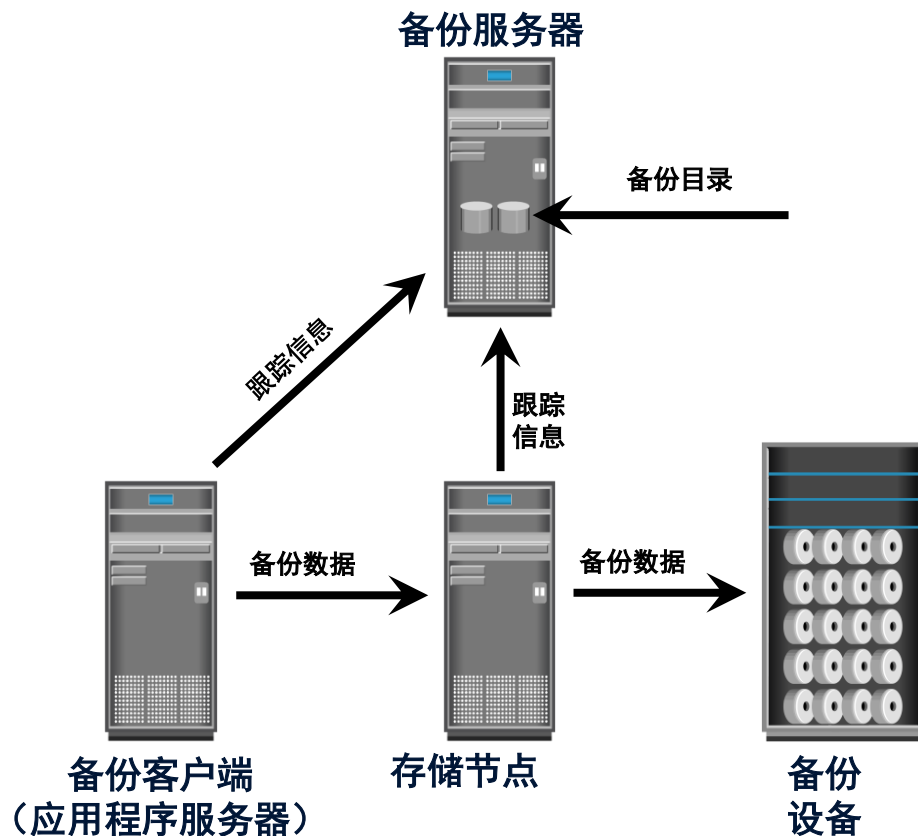 备份服务器
备份目录
跟踪信息
跟踪
信息
备份数据
备份数据
备份客户端
（应用程序服务器）
存储节点
备份
设备